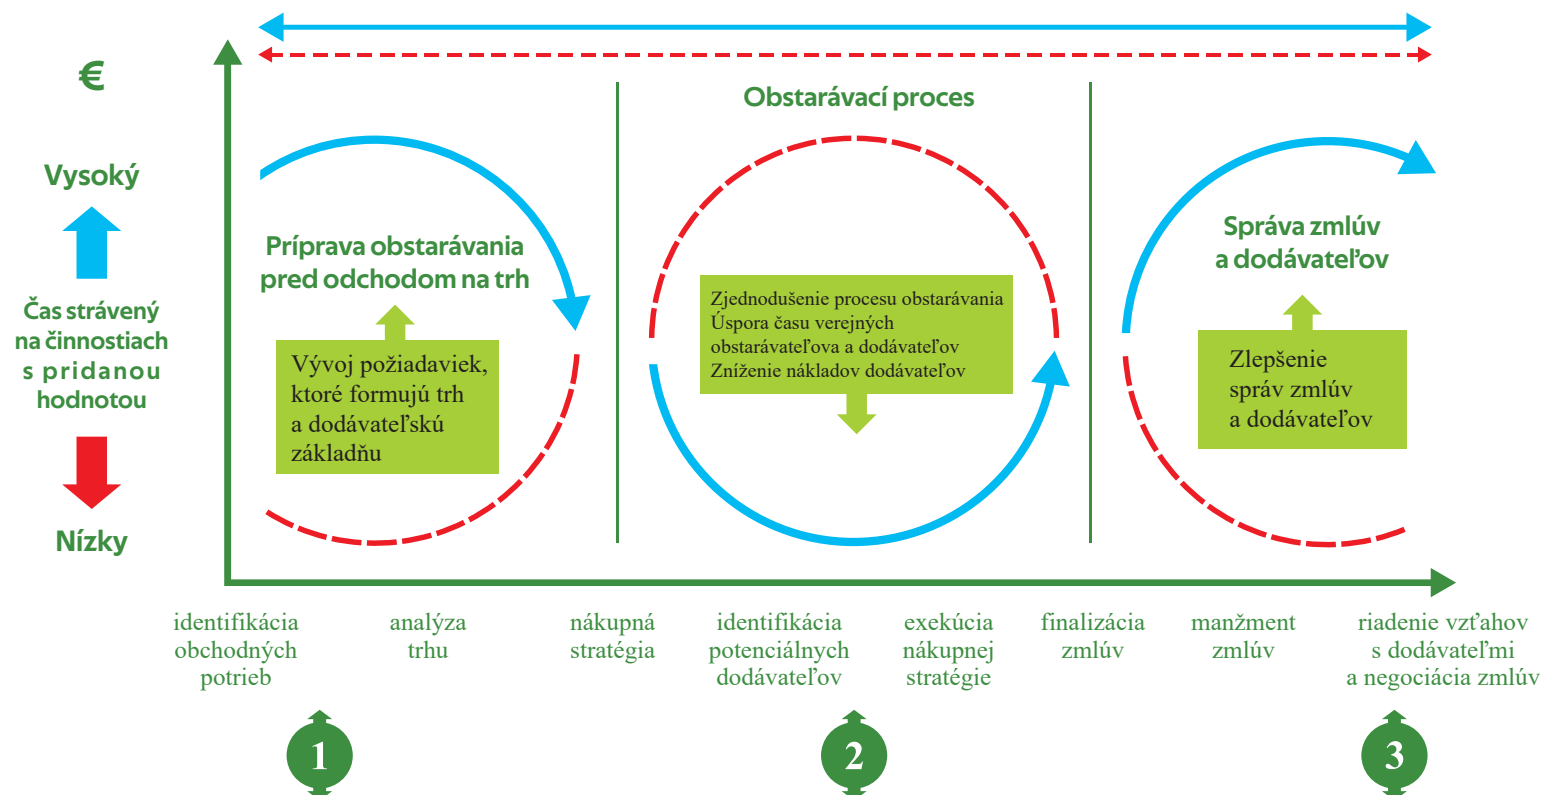 €
Vysoký
Čas strávený
na činnostiach
s pridanou
hodnotou
Nízky
Príprava obstarávania
pred odchodom na trh
Vývoj požiadaviek,
ktoré formujú trh
a dodávateľskú
základňu
Obstarávací proces
Zjednodušenie procesu obstarávania
Úspora času verejných
obstarávateľova a dodávateľov
Zníženie nákladov dodávateľov
Správa zmlúv
a dodávateľov
Zlepšenie
správ zmlúv
a dodávateľov
identifikácia
obchodných
potrieb
analýza
trhu
nákupná
stratégia
identifikácia
potenciálnych
dodávateľov
exekúcia
nákupnej
stratégie
finalizácia
zmlúv
manžment
zmlúv
riadenie vzťahov
s dodávateľmi
a negociácia zmlúv
1
2
3